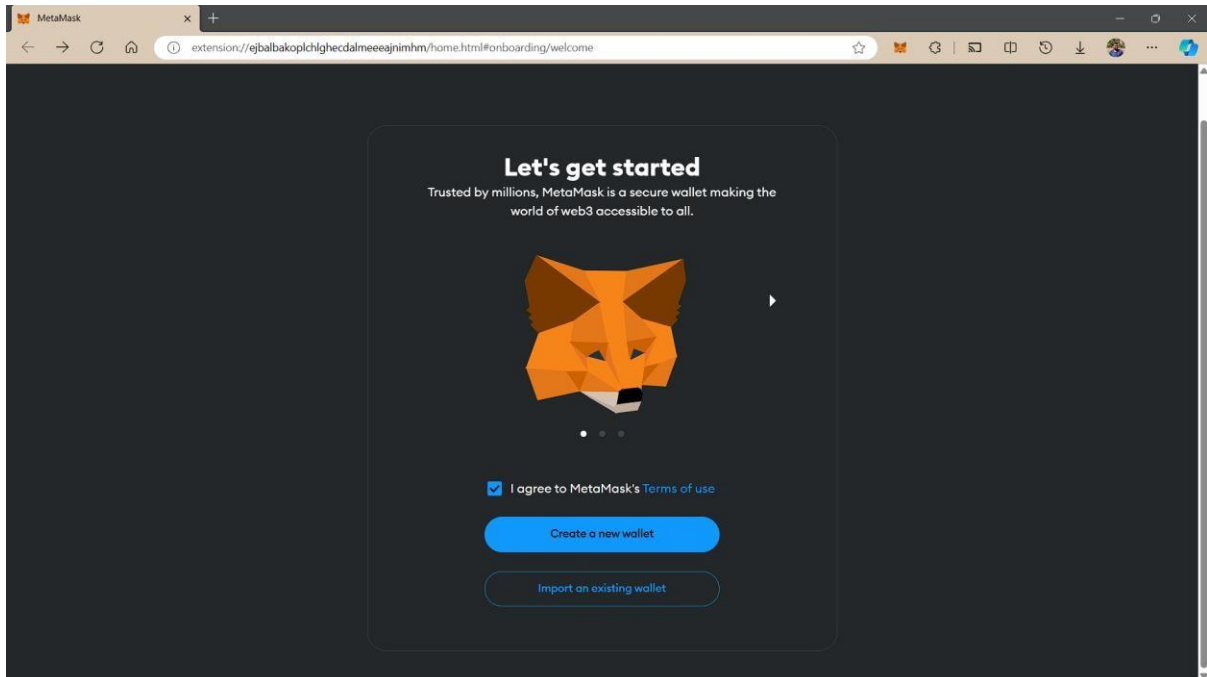 MetaMask
extension://ejbalbakoplchlghecdalmeeeajnimhm/home.html#onboarding/welcome
Let's get started
Trusted by millions, MetaMask is a secure wallet making the
world of web3 accessible to all.
I agree to MetaMask's Terms of use
Create a new wallet
Import an existing wallet